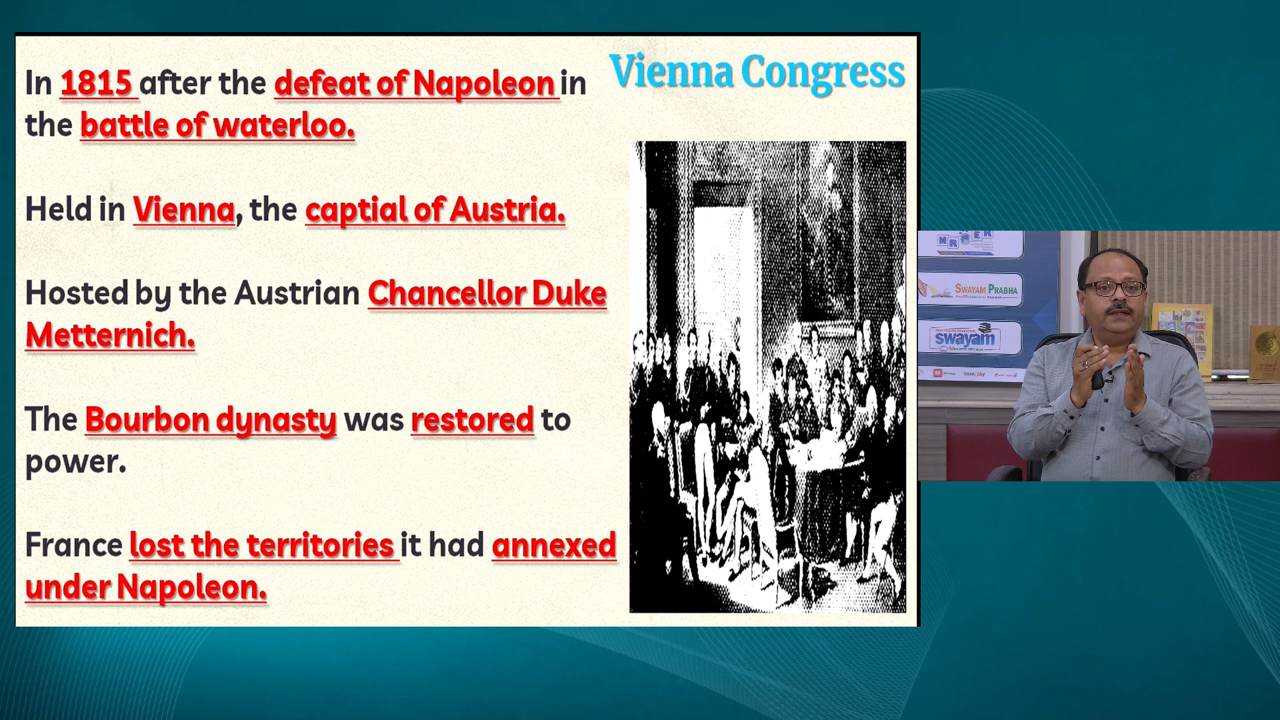 Vienna Congress
In 1815 after the defeat of Napoleon in
the battle of waterloo.
Held in Vienna, the captial of Austria.
Hosted by the Austrian Chancellor Duke
Metternich.
The Bourbon dynasty was restored to
power.
France lost the territories it had annexed
under Napoleon.
SWAYAM PRABHA
swayam